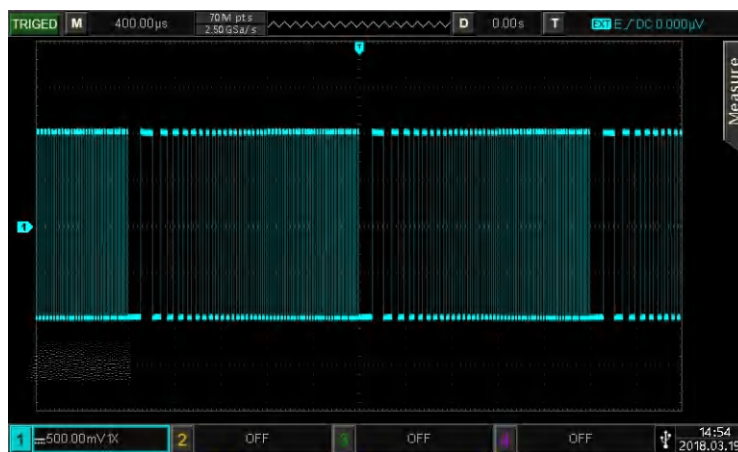 TRIGED M 400.00μs 70M pts D 0.00s T EXT E DC 0.000μV
2.50GSa/s
T
Measure
1
1 500.00mV 1X 2 OFF 3 OFF 4 OFF 14:54
2018.03.19